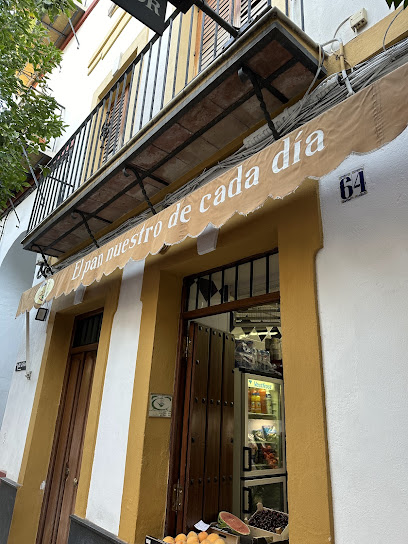 El pan nuestro de cada día
64